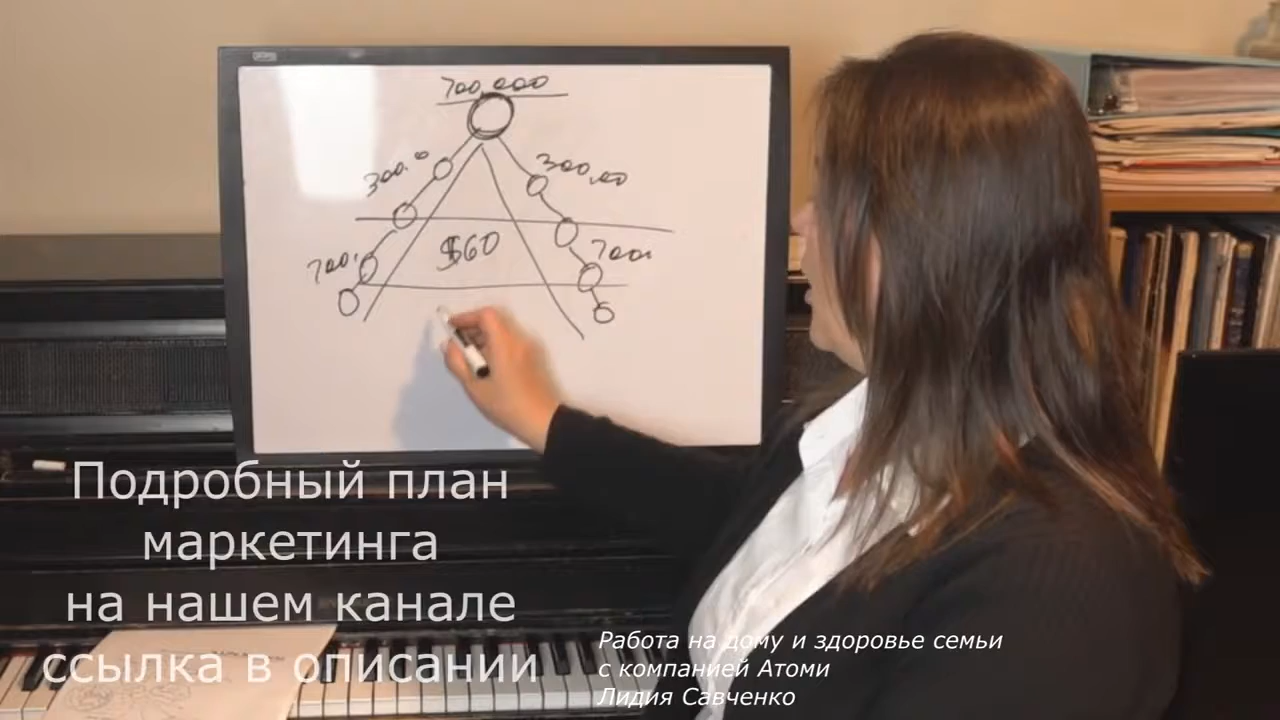 700,000
300.0
300,00
$60
700.
700.
Подробный план
маркетинга
на нашем канале
ссылка в описании
Работа на дому и здоровье семьи
с компанией Атоми
Лидия Савченко